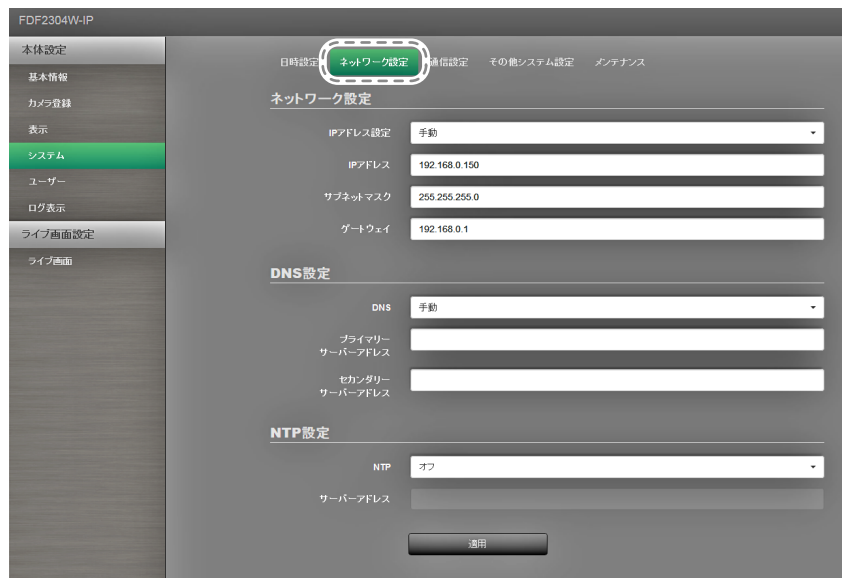 FDF2304W-IP
本体設定
基本情報
カメラ登録
表示
システム
ユーザー
ログ表示
ライブ画面設定
ライブ画面
日時設定 ネットワーク設定 通信設定 その他システム設定 メンテナンス
ネットワーク設定
IPアドレス設定 手動
IPアドレス 192.168.0.150
サブネットマスク 255.255.255.0
ゲートウェイ 192.168.0.1
DNS設定
DNS 手動
プライマリー
サーバーアドレス
セカンダリー
サーバーアドレス
NTP設定
NTP オフ
サーバーアドレス
適用